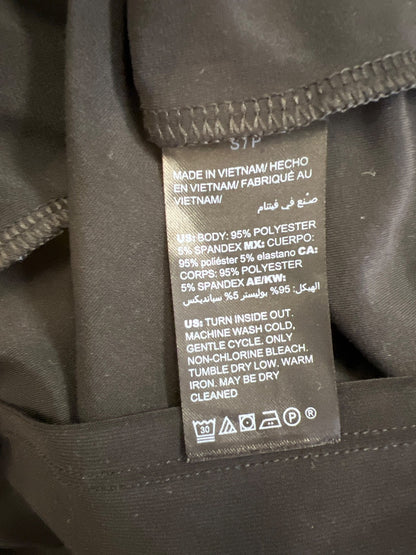 S/P
MADE IN VIETNAM/ HECHO
EN VIETNAM/ FABRIQUÉ AU
VIETNAM/
صنع في فيتنام
US: BODY: 95% POLYESTER
5% SPANDEX MX: CUERPO:
95% poliéster 5% elastano CA:
CORPS: 95% POLYESTER
5% SPANDEX AE/KW:
الهيكل: 95% بوليستر 5% سبانديكس
US: TURN INSIDE OUT.
MACHINE WASH COLD,
GENTLE CYCLE. ONLY
NON-CHLORINE BLEACH.
TUMBLE DRY LOW. WARM
IRON. MAY BE DRY
CLEANED
30 P ®